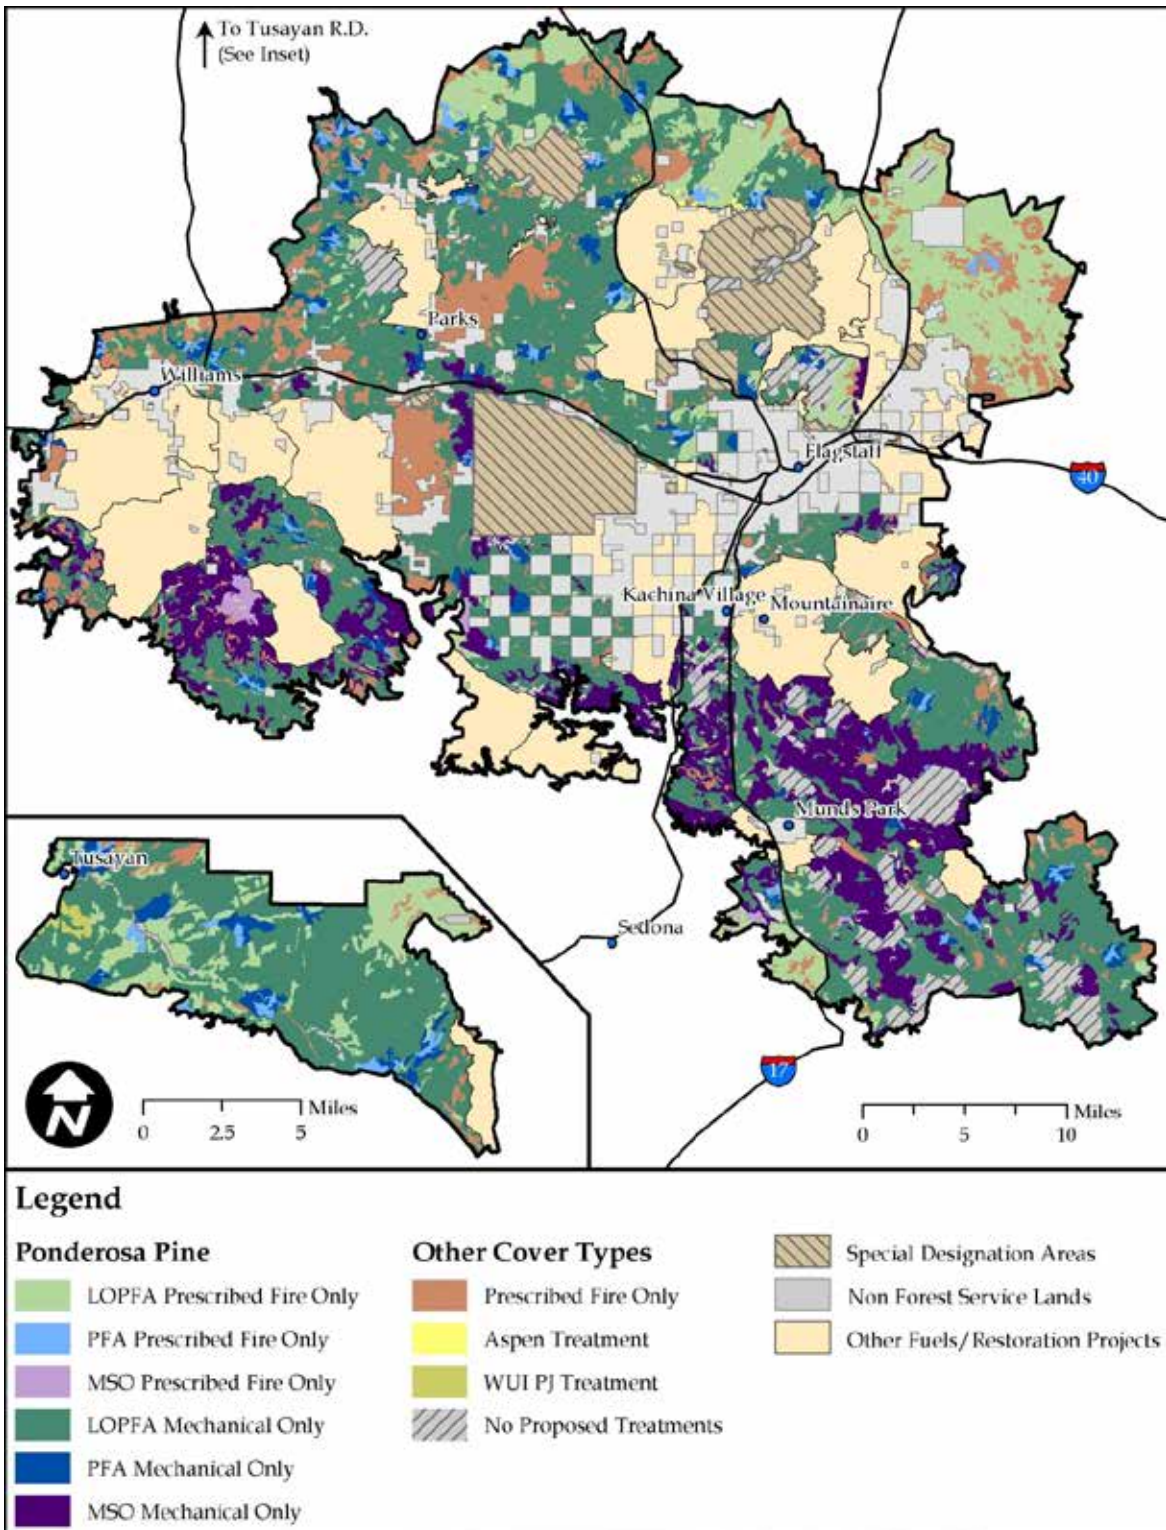 To Tusayan R.D.
(See Inset)
Parks
Williams
Flagstaff
40
Kachina Village
Mountainaire
Munds Park
Sedona
17
Tusayan
N
Miles
0 2.5 5
Miles
0 5 10
Legend
Ponderosa Pine
LOPFA Prescribed Fire Only
PFA Prescribed Fire Only
MSO Prescribed Fire Only
LOPFA Mechanical Only
PFA Mechanical Only
MSO Mechanical Only
Other Cover Types
Prescribed Fire Only
Aspen Treatment
WUI PJ Treatment
No Proposed Treatments
Special Designation Areas
Non Forest Service Lands
Other Fuels/Restoration Projects